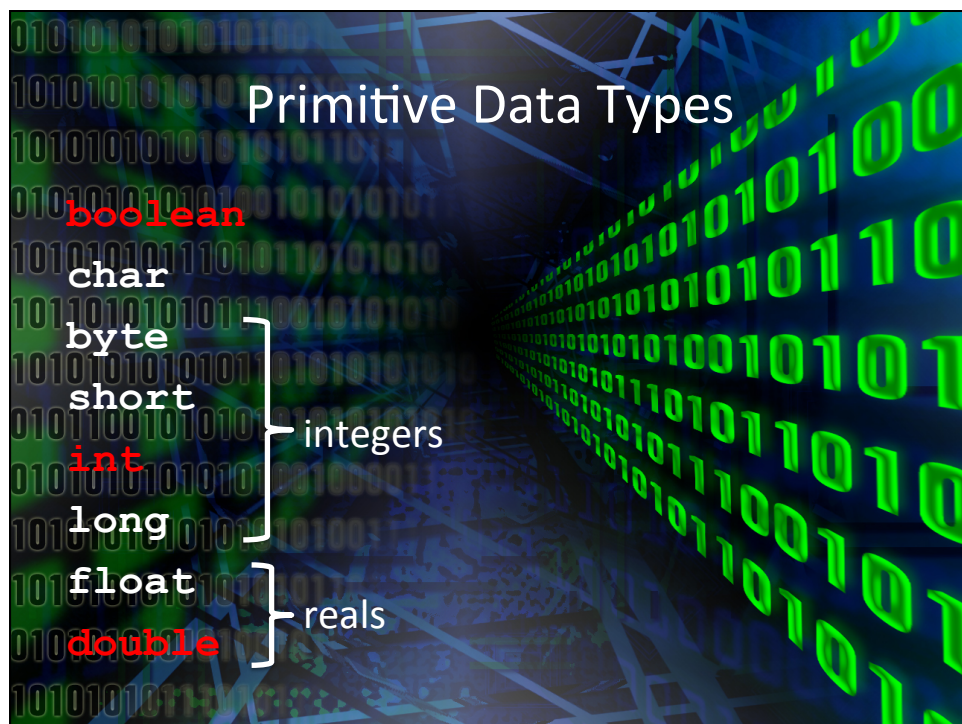 Primitive Data Types
boolean
char
byte
short
int
long
integers
float
double
reals